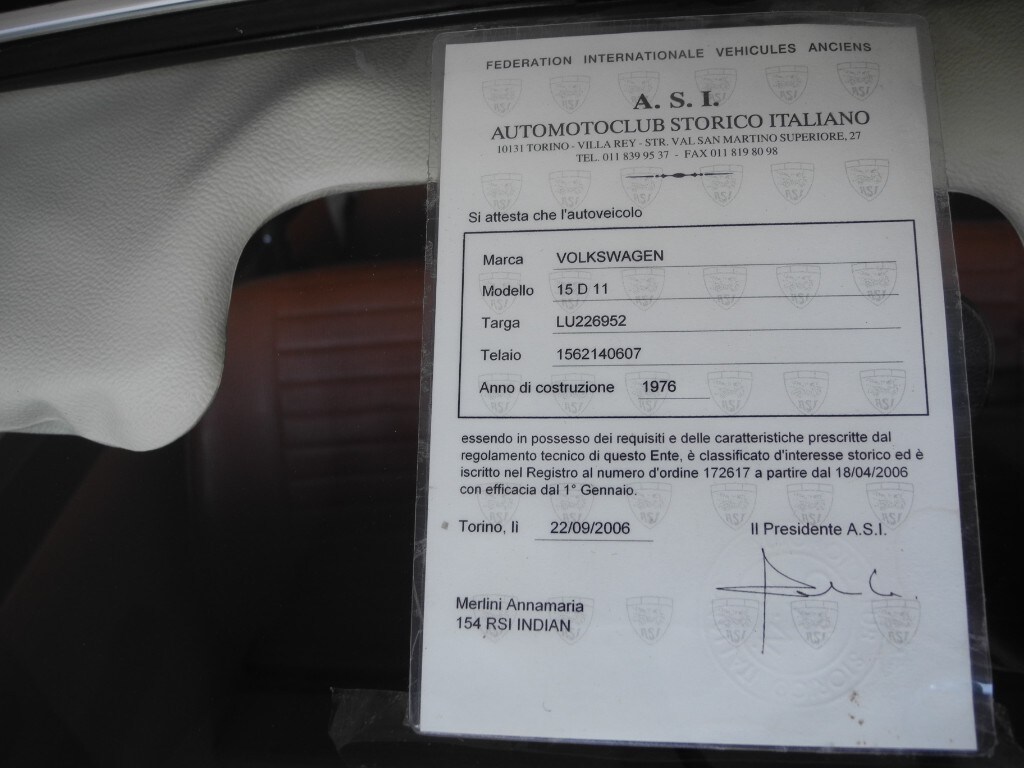 FEDERATION INTERNATIONALE VEHICULES ANCIENS
A. S. I.
AUTOMOTOCLUB STORICO ITALIANO
10131 TORINO - VILLA REY - STR. VAL SAN MARTINO SUPERIORE, 27
TEL. 011 839 95 37 - FAX 011 819 80 98
Si attesta che l'autoveicolo
Marca VOLKSWAGEN
Modello 15 D 11
Targa LU226952
Telaio 1562140607
Anno di costruzione 1976
essendo in possesso dei requisiti e delle caratteristiche prescritte dal
regolamento tecnico di questo Ente, è classificato d'interesse storico ed è
iscritto nel Registro al numero d'ordine 172617 a partire dal 18/04/2006
con efficacia dal 1° Gennaio.
Torino, li 22/09/2006 Il Presidente A.S.I.
Merlini Annamaria
154 RSI INDIAN